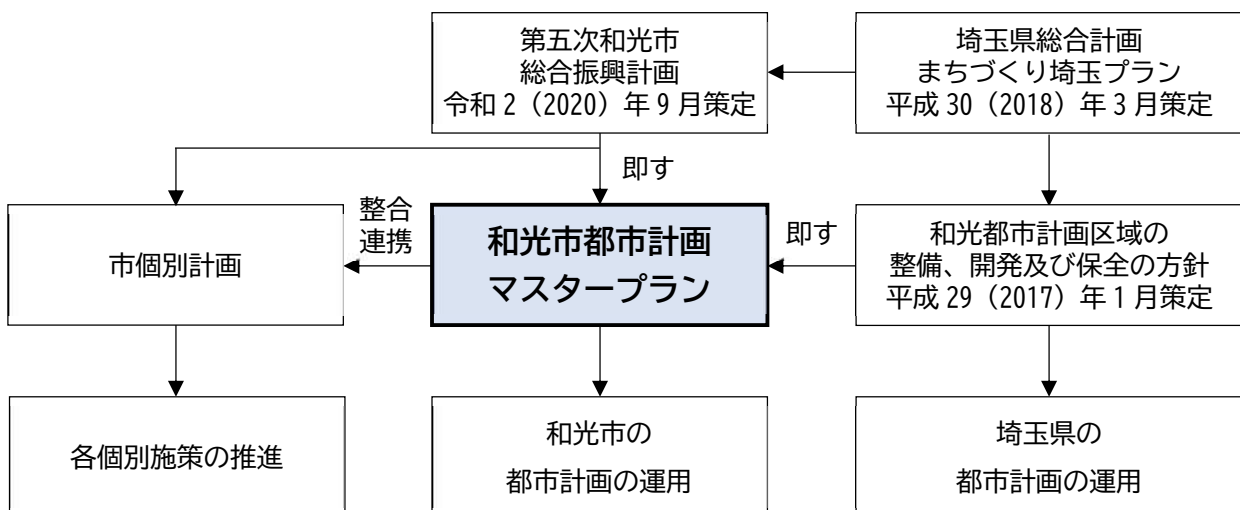 第五次和光市
総合振興計画
令和2(2020)年9月策定
埼玉県総合計画
まちづくり埼玉プラン
平成30(2018)年3月策定
即す
市個別計画
整合
連携
和光市都市計画
マスタープラン
即す
和光都市計画区域の
整備、開発及び保全の方針
平成29(2017)年1月策定
各個別施策の推進
和光市の
都市計画の運用
埼玉県の
都市計画の運用